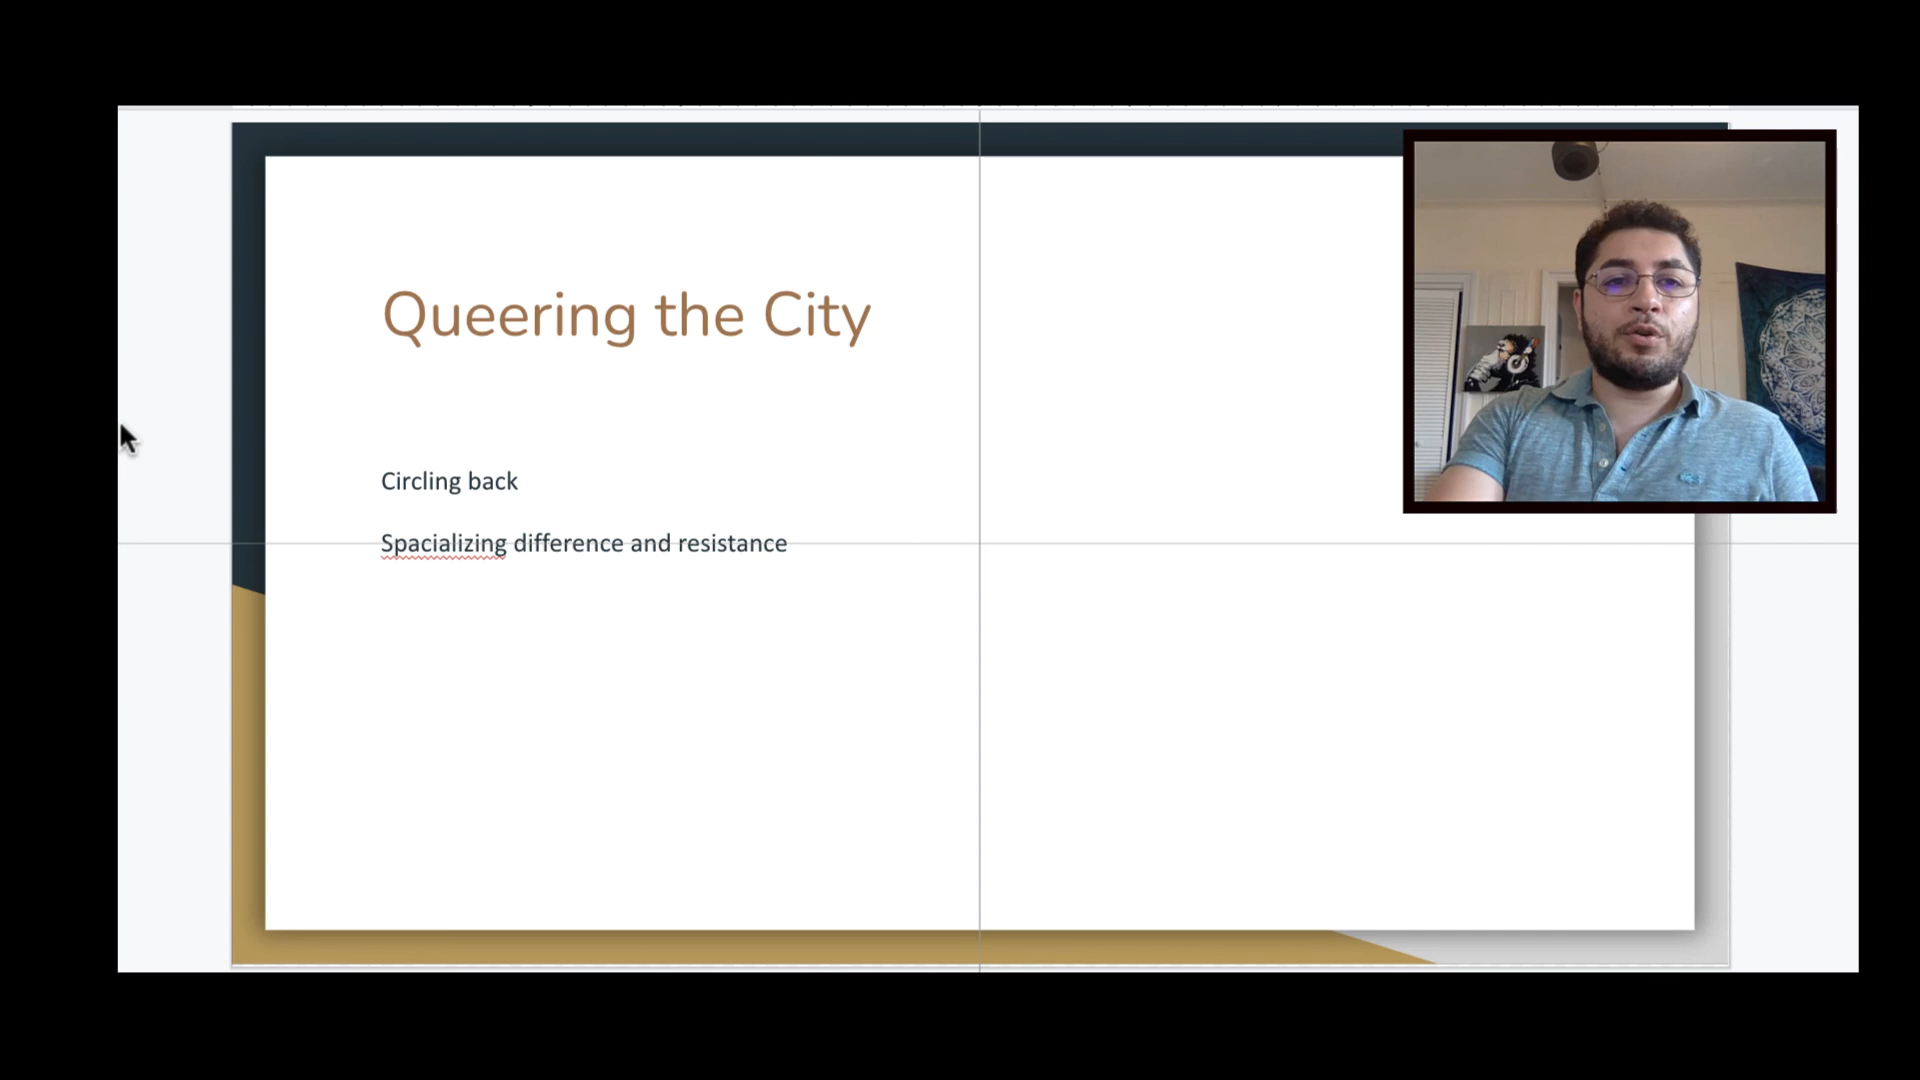 Queering the City
Circling back
Spacializing difference and resistance